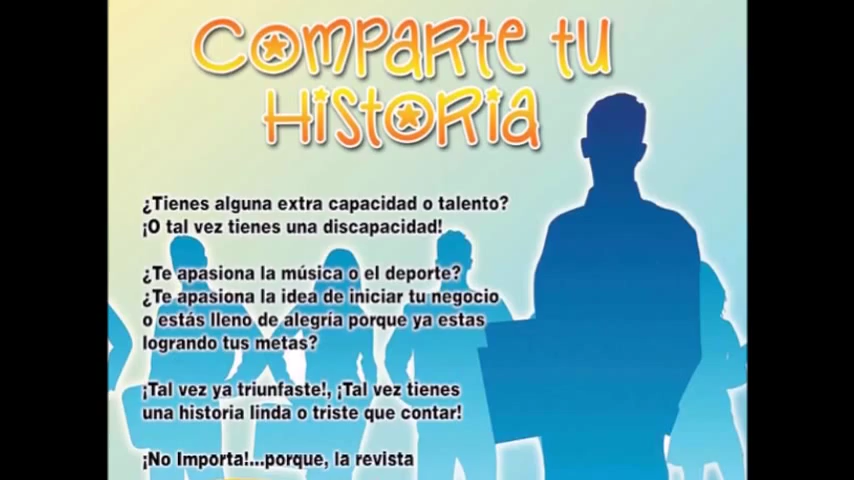 Comparte tu
Historia
¿Tienes alguna extra capacidad o talento?
¡O tal vez tienes una discapacidad!
¿Te apasiona la música o el deporte?
¿Te apasiona la idea de iniciar tu negocio
o estás lleno de alegría porque ya estas
logrando tus metas?
¡Tal vez ya triunfaste!, ¡Tal vez tienes
una historia linda o triste que contar!
¡No Importa!...porque, la revista